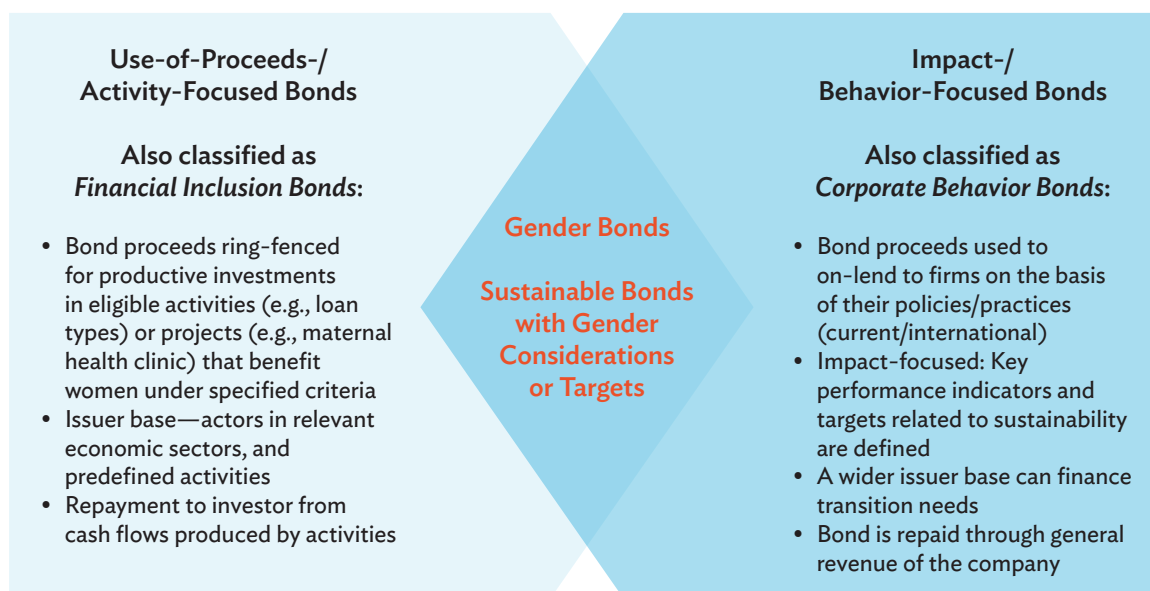 Use-of-Proceeds-/
Activity-Focused Bonds
Also classified as
Financial Inclusion Bonds:
• Bond proceeds ring-fenced
for productive investments
in eligible activities (e.g., loan
types) or projects (e.g., maternal
health clinic) that benefit
women under specified criteria
• Issuer base—actors in relevant
economic sectors, and
predefined activities
• Repayment to investor from
cash flows produced by activities
Gender Bonds
Sustainable Bonds
with Gender
Considerations
or Targets
Impact-/
Behavior-Focused Bonds
Also classified as
Corporate Behavior Bonds:
• Bond proceeds used to
on-lend to firms on the basis
of their policies/practices
(current/international)
• Impact-focused: Key
performance indicators and
targets related to sustainability
are defined
• A wider issuer base can finance
transition needs
• Bond is repaid through general
revenue of the company